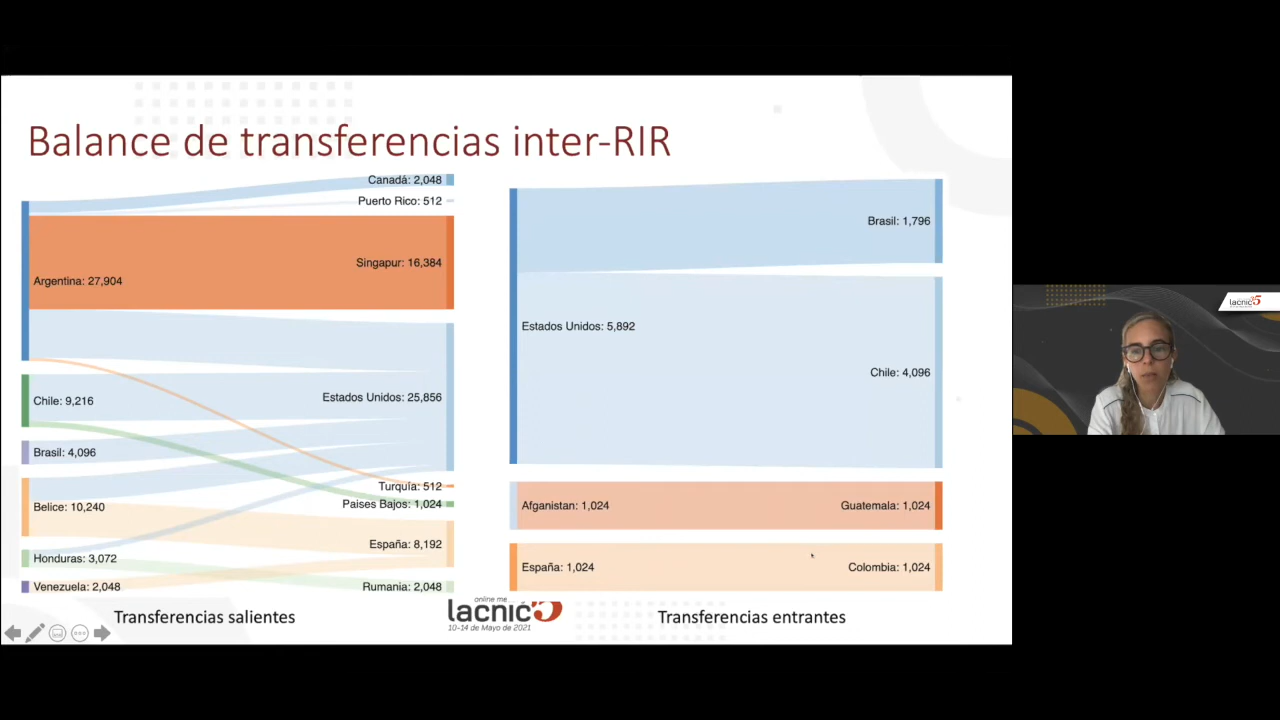 Balance de transferencias inter-RIR
Canadá: 2,048
Puerto Rico: 512
Singapur: 16,384
Argentina: 27,904
Estados Unidos: 25,856
Chile: 9,216
Brasil: 4,096
Turquía: 512
Paises Bajos: 1,024
Belice: 10,240
España: 8,192
Honduras: 3,072
Venezuela: 2,048
Rumania: 2,048
Transferencias salientes
Brasil: 1,796
Estados Unidos: 5,892
Chile: 4,096
Afganistan: 1,024
Guatemala: 1,024
España: 1,024
Colombia: 1,024
Transferencias entrantes
online me
lacnic35
10-14 de Mayo de 2021
lacnic35